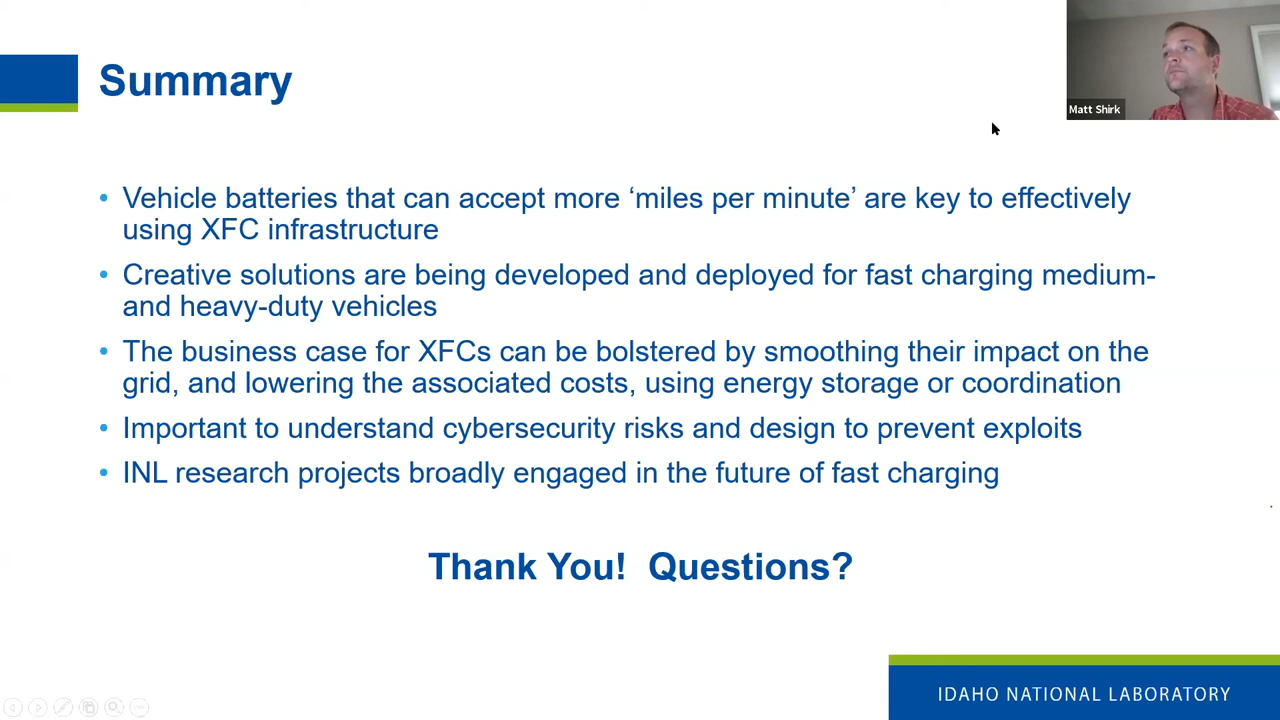 Summary
Matt Shirk
• Vehicle batteries that can accept more ‘miles per minute’ are key to effectively
using XFC infrastructure
• Creative solutions are being developed and deployed for fast charging medium-
and heavy-duty vehicles
• The business case for XFCs can be bolstered by smoothing their impact on the
grid, and lowering the associated costs, using energy storage or coordination
• Important to understand cybersecurity risks and design to prevent exploits
• INL research projects broadly engaged in the future of fast charging
Thank You!  Questions?
IDAHO NATIONAL LABORATORY